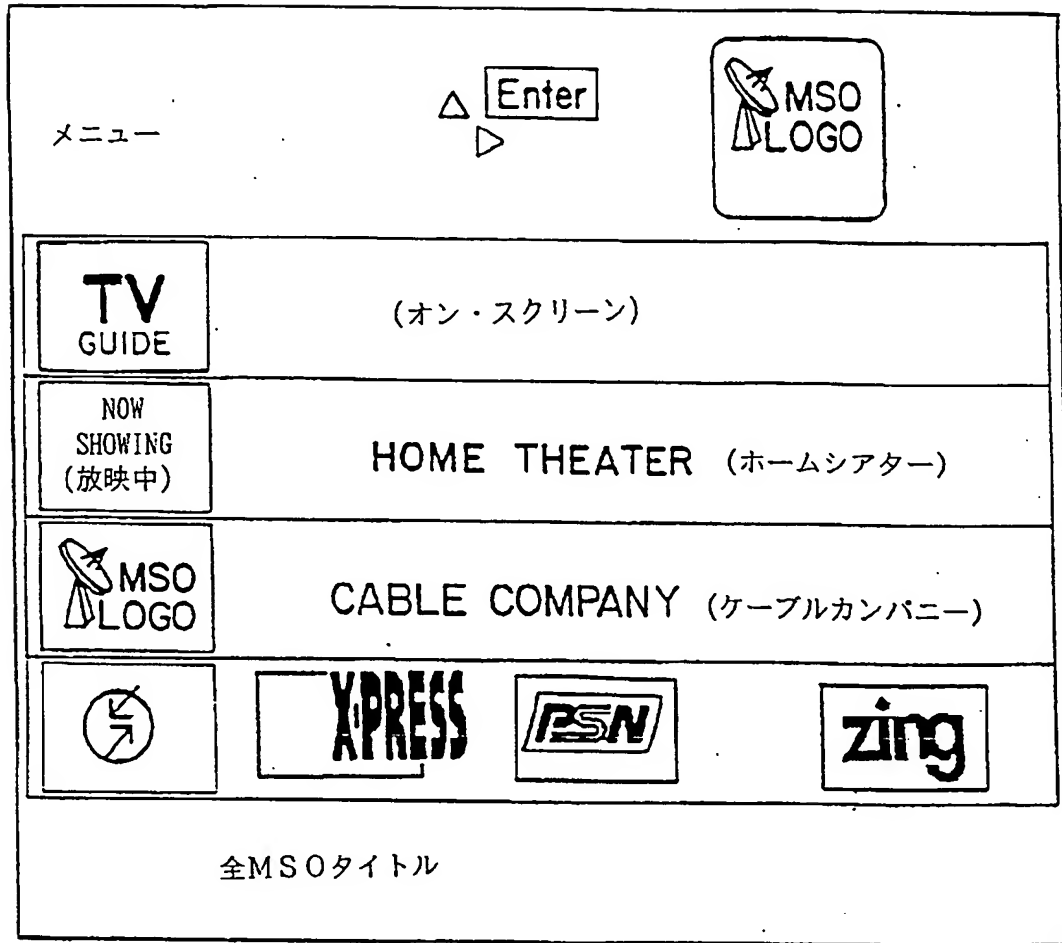 メニュー
Enter
MSO
LOGO
TV
GUIDE
(オン・スクリーン)
NOW
SHOWING
(放映中)
HOME THEATER (ホームシアター)
MSO
LOGO
CABLE COMPANY (ケーブルカンパニー)
X·PRESS
PSN
zing
全MSOタイトル